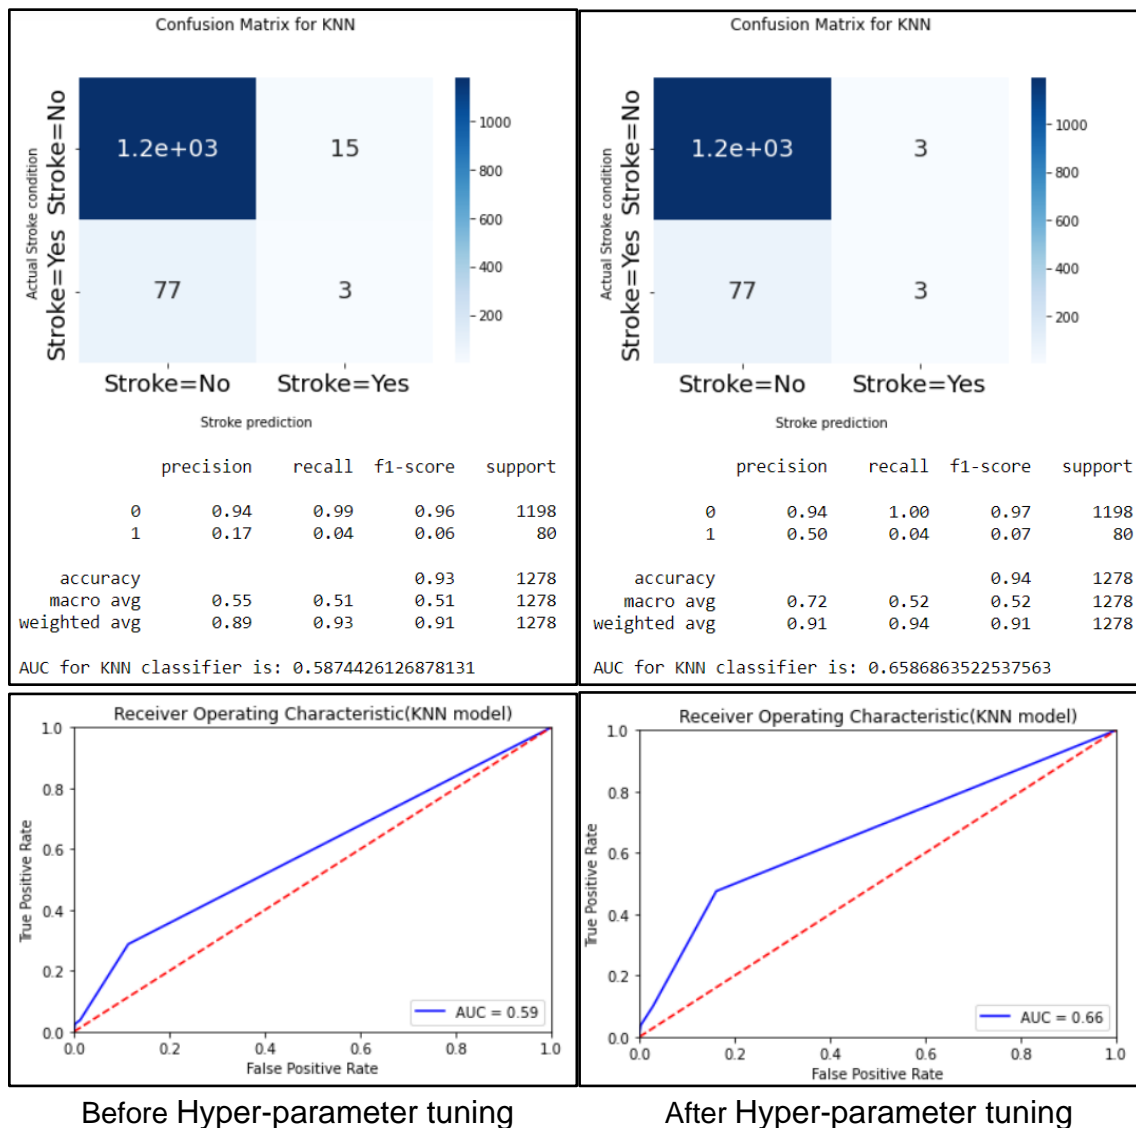 Confusion Matrix for KNN
Actual Stroke condition
Stroke=No
Stroke=Yes
1.2e+03 15
77 3
1000
800
600
400
200
Stroke=No Stroke=Yes
Stroke prediction
precision recall f1-score support
0 0.94 0.99 0.96 1198
1 0.17 0.04 0.06 80
accuracy 0.93 1278
macro avg 0.55 0.51 0.51 1278
weighted avg 0.89 0.93 0.91 1278
AUC for KNN classifier is: 0.5874426126878131
Confusion Matrix for KNN
Actual Stroke condition
Stroke=No
Stroke=Yes
1.2e+03 3
77 3
1000
800
600
400
200
Stroke=No Stroke=Yes
Stroke prediction
precision recall f1-score support
0 0.94 1.00 0.97 1198
1 0.50 0.04 0.07 80
accuracy 0.94 1278
macro avg 0.72 0.52 0.52 1278
weighted avg 0.91 0.94 0.91 1278
AUC for KNN classifier is: 0.6586863522537563
Receiver Operating Characteristic(KNN model)
True Positive Rate
1.0
0.8
0.6
0.4
0.2
0.0
AUC = 0.59
0.0 0.2 0.4 0.6 0.8 1.0
False Positive Rate
Receiver Operating Characteristic(KNN model)
True Positive Rate
1.0
0.8
0.6
0.4
0.2
0.0
AUC = 0.66
0.0 0.2 0.4 0.6 0.8 1.0
False Positive Rate
Before Hyper-parameter tuning
After Hyper-parameter tuning